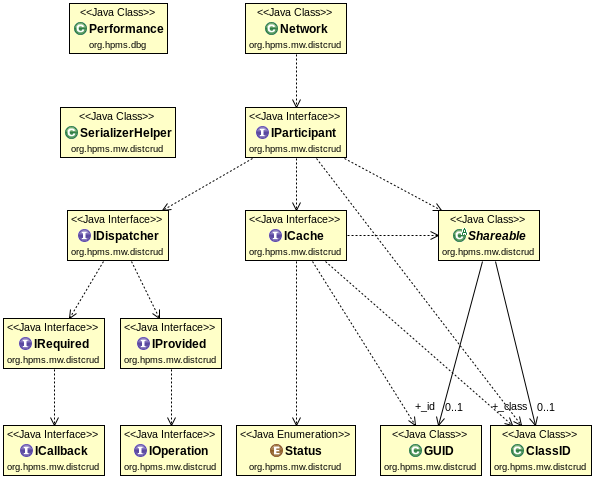 <<Java Class>>
Performance
org.hpms.dbg
<<Java Class>>
Network
org.hpms.mw.distcrud
<<Java Class>>
SerializerHelper
org.hpms.mw.distcrud
<<Java Interface>>
IParticipant
org.hpms.mw.distcrud
<<Java Interface>>
IDispatcher
org.hpms.mw.distcrud
<<Java Interface>>
ICache
org.hpms.mw.distcrud
<<Java Class>>
Shareable
org.hpms.mw.distcrud
<<Java Interface>>
IRequired
org.hpms.mw.distcrud
<<Java Interface>>
IProvided
org.hpms.mw.distcrud
+_id 0..1
+_class 0..1
<<Java Interface>>
ICallback
org.hpms.mw.distcrud
<<Java Interface>>
IOperation
org.hpms.mw.distcrud
<<Java Enumeration>>
Status
org.hpms.mw.distcrud
<<Java Class>>
GUID
org.hpms.mw.distcrud
<<Java Class>>
ClassID
org.hpms.mw.distcrud